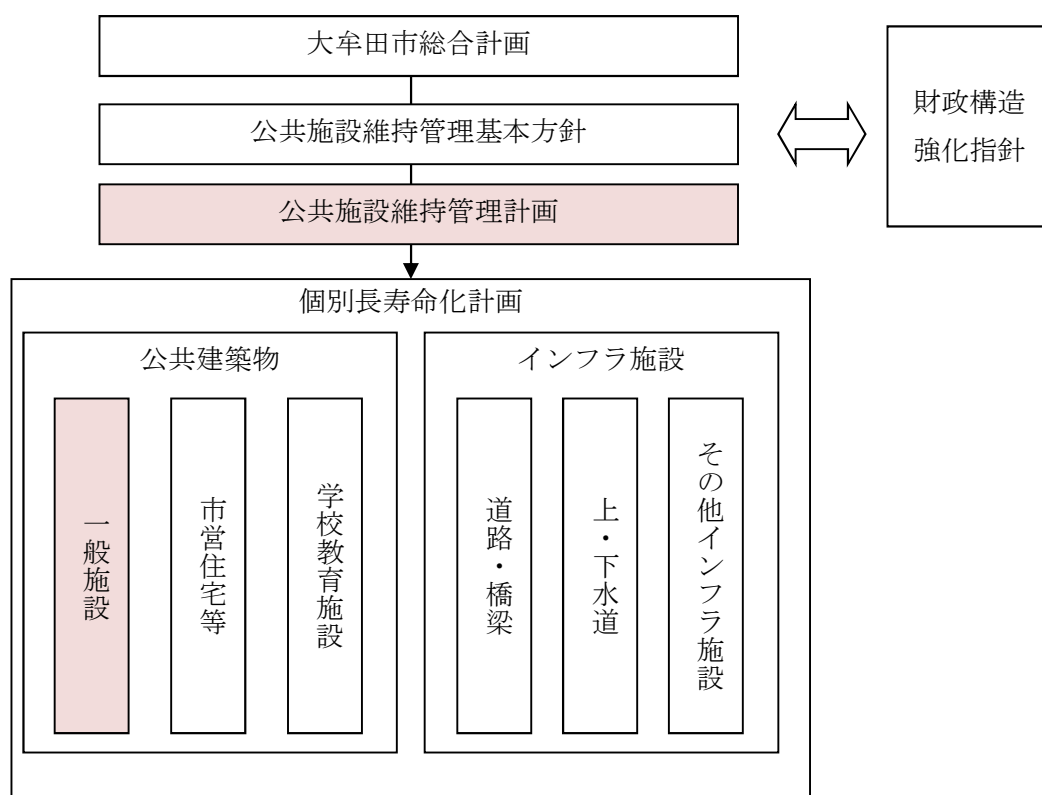 大牟田市総合計画
公共施設維持管理基本方針
公共施設維持管理計画
財政構造
強化指針
個別長寿命化計画
公共建築物
一般施設
市営住宅等
学校教育施設
インフラ施設
道路・橋梁
上・下水道
その他インフラ施設